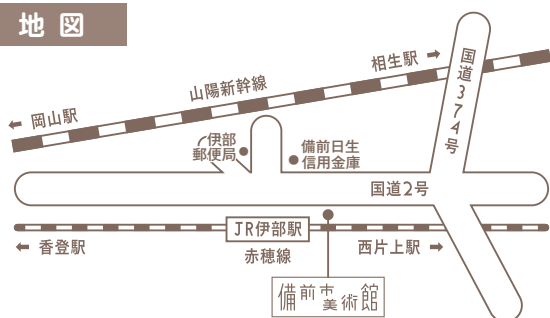 地図
相生駅
国道374号
山陽新幹線
岡山駅
伊部
郵便局
備前日生
信用金庫
国道2号
JR伊部駅
香登駅
赤穂線
西片上駅
備前市美術館